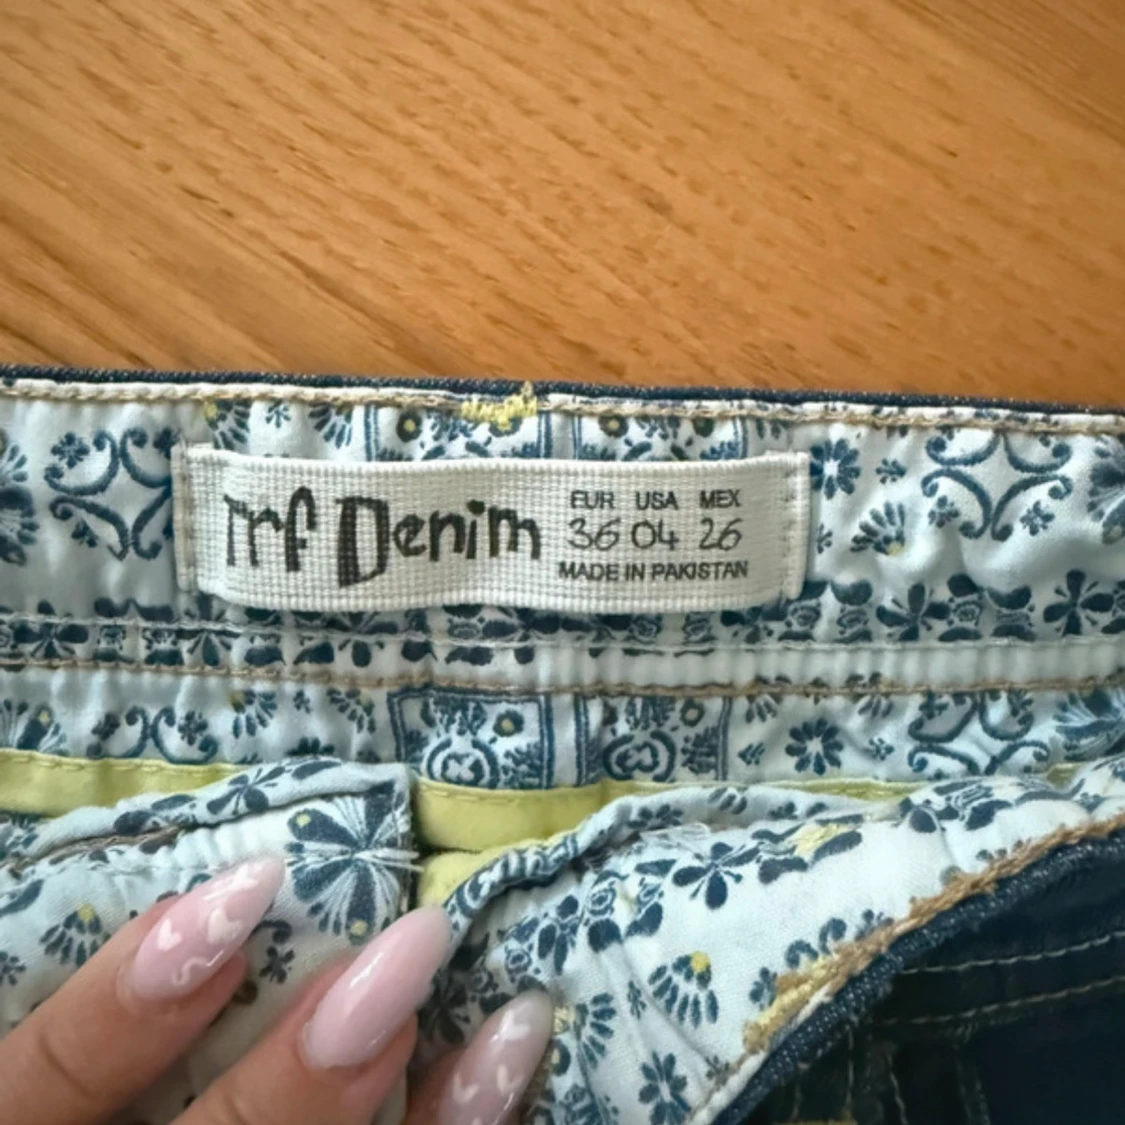 Trf Denim
EUR USA MEX
36 04 26
MADE IN PAKISTAN